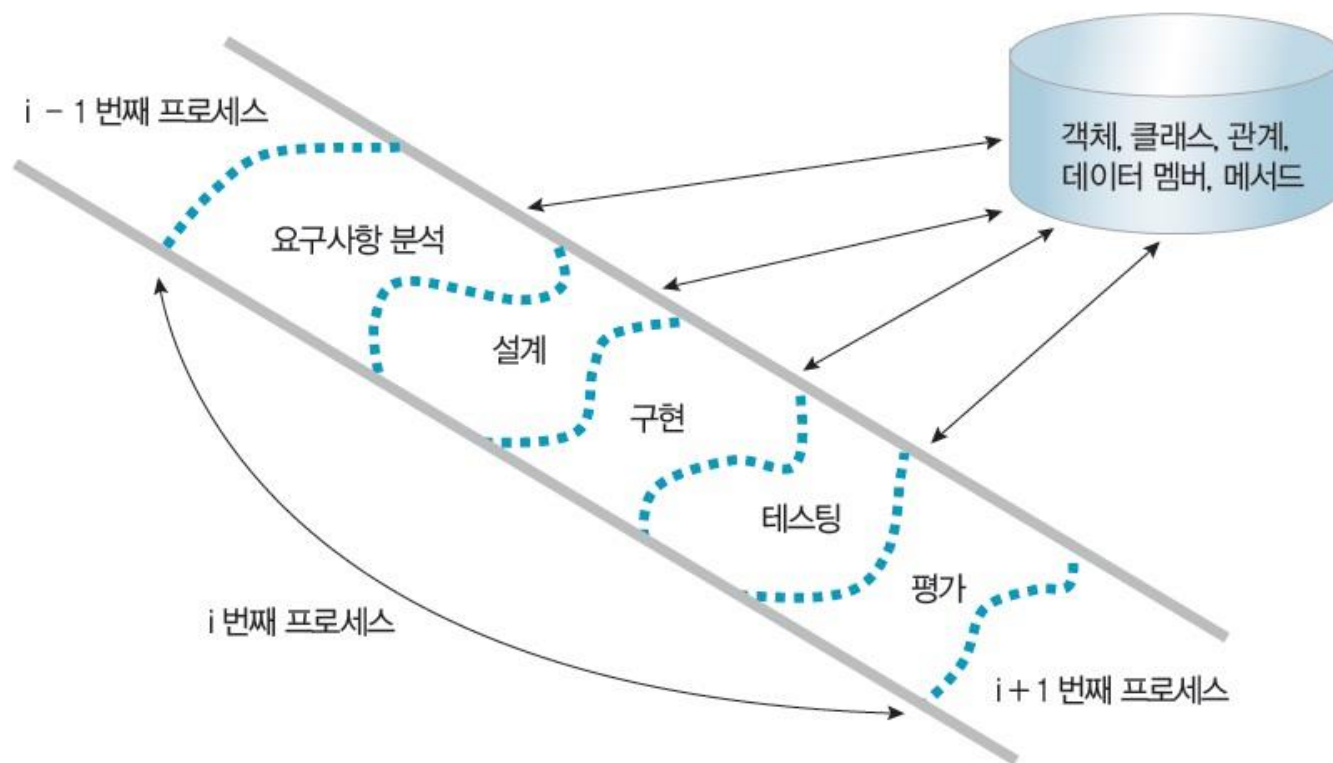 i － 1 번째 프로세스
객체, 클래스, 관계,
데이터 멤버, 메서드
요구사항 분석
설계
구현
테스팅
평가
i 번째 프로세스
i + 1 번째 프로세스